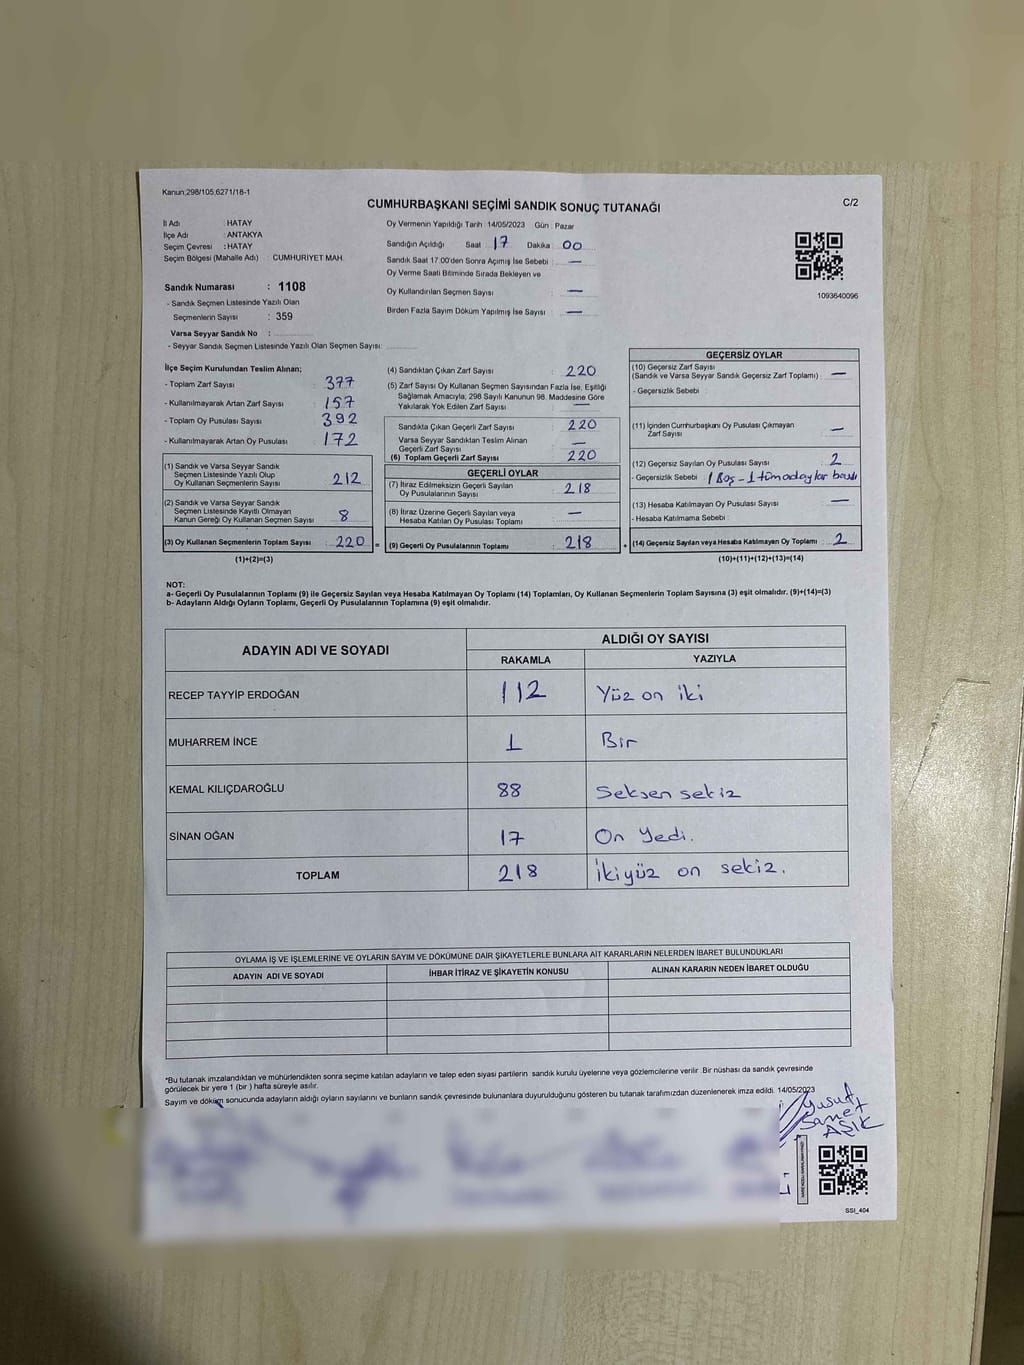 Kanun;298/105,6271/18-1
CUMHURBAŞKANI SEÇİMİ SANDIK SONUÇ TUTANAĞI
C/2
İl Adı : HATAY
İlçe Adı : ANTAKYA
Seçim Çevresi : HATAY
Seçim Bölgesi (Mahalle Adı) : CUMHURİYET MAH.
Sandık Numarası : 1108
- Sandık Seçmen Listesinde Yazılı Olan
Seçmenlerin Sayısı : 359
Varsa Seyyar Sandık No :
- Seyyar Sandık Seçmen Listesinde Yazılı Olan Seçmen Sayısı:
Oy Vermenin Yapıldığı Tarih : 14/05/2023 Gün : Pazar
Sandığın Açıldığı Saat 17 Dakika 00
Sandık Saat 17.00'den Sonra Açımış İse Sebebi : —
Oy Verme Saati Bitiminde Sırada Bekleyen ve
Oy Kullandırılan Seçmen Sayısı : —
Birden Fazla Sayım Döküm Yapılmış İse Sayısı : —
1093640096
İlçe Seçim Kurulundan Teslim Alınan;
- Toplam Zarf Sayısı : 377
- Kullanılmayarak Artan Zarf Sayısı : 157
- Toplam Oy Pusulası Sayısı : 392
- Kullanılmayarak Artan Oy Pusulası : 172
(1) Sandık ve Varsa Seyyar Sandık
Seçmen Listesinde Yazılı Olup
Oy Kullanan Seçmenlerin Sayısı : 212
(2) Sandık ve Varsa Seyyar Sandık
Seçmen Listesinde Kayıtlı Olmayan
Kanun Gereği Oy Kullanan Seçmen Sayısı : 8
(3) Oy Kullanan Seçmenlerin Toplam Sayısı : 220 =
(1)+(2)=(3)
(4) Sandıktan Çıkan Zarf Sayısı : 220
(5) Zarf Sayısı Oy Kullanan Seçmen Sayısından Fazla İse, Eşitliği
Sağlamak Amacıyla, 298 Sayılı Kanunun 98. Maddesine Göre
Yakılarak Yok Edilen Zarf Sayısı : —
Sandıkta Çıkan Geçerli Zarf Sayısı : 220
Varsa Seyyar Sandıktan Teslim Alınan
Geçerli Zarf Sayısı : —
(6) Toplam Geçerli Zarf Sayısı : 220
GEÇERLİ OYLAR
(7) İtiraz Edilmeksizin Geçerli Sayılan
Oy Pusulalarının Sayısı : 218
(8) İtiraz Üzerine Geçerli Sayılan veya
Hesaba Katılan Oy Pusulası Toplamı : —
(9) Geçerli Oy Pusulalarının Toplamı : 218 +
GEÇERSİZ OYLAR
(10) Geçersiz Zarf Sayısı
(Sandık ve Varsa Seyyar Sandık Geçersiz Zarf Toplamı) : —
- Geçersizlik Sebebi :
(11) İçinden Cumhurbaşkanı Oy Pusulası Çıkmayan
Zarf Sayısı : —
(12) Geçersiz Sayılan Oy Pusulası Sayısı : 2
- Geçersizlik Sebebi : 1 Boş - 1 tüm adaylar basılı
(13) Hesaba Katılmayan Oy Pusulası Sayısı : —
- Hesaba Katılmama Sebebi :
(14) Geçersiz Sayılan veya Hesaba Katılmayan Oy Toplamı : 2
(10)+(11)+(12)+(13)=(14)
NOT:
a- Geçerli Oy Pusulalarının Toplamı (9) ile Geçersiz Sayılan veya Hesaba Katılmayan Oy Toplamı (14) Toplamları, Oy Kullanan Seçmenlerin Toplam Sayısına (3) eşit olmalıdır. (9)+(14)=(3)
b- Adayların Aldığı Oyların Toplamı, Geçerli Oy Pusulalarının Toplamına (9) eşit olmalıdır.
ADAYIN ADI VE SOYADI ALDIĞI OY SAYISI
RAKAMLA YAZIYLA
RECEP TAYYİP ERDOĞAN 112 Yüz on iki
MUHARREM İNCE 1 Bir
KEMAL KILIÇDAROĞLU 88 Seksen sekiz
SİNAN OĞAN 17 On Yedi.
TOPLAM 218 İkiyüz on sekiz.
OYLAMA İŞ VE İŞLEMLERİNE VE OYLARIN SAYIM VE DÖKÜMÜNE DAİR ŞİKAYETLERLE BUNLARA AİT KARARLARIN NELERDEN İBARET BULUNDUKLARI
ADAYIN ADI VE SOYADI İHBAR İTİRAZ VE ŞİKAYETİN KONUSU ALINAN KARARIN NEDEN İBARET OLDUĞU
"Bu tutanak imzalandıktan ve mühürlendikten sonra seçime katılan adayların ve talep eden siyasi partilerin sandık kurulu üyelerine veya gözlemcilerine verilir. Bir nüshası da sandık çevresinde
görülecek bir yere 1 (bir ) hafta süreyle asılır.
Sayım ve döküm sonucunda adayların aldığı oyların sayılarını ve bunların sandık çevresinde bulunanlara duyurulduğunu gösteren bu tutanak tarafımızdan düzenlenerek imza edildi. 14/05/2023
Yusuf
Samet
AŞIK
SSI_404